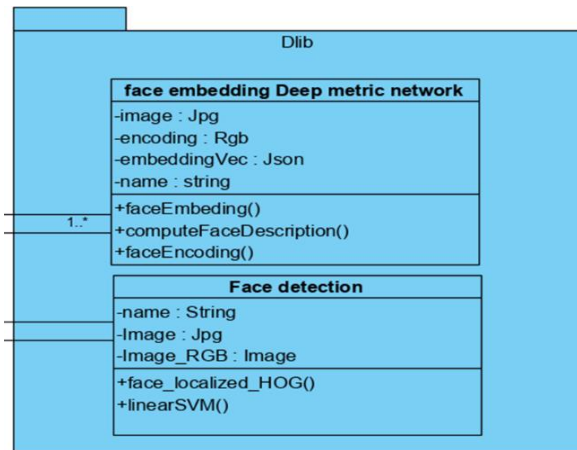 Dlib
face embedding Deep metric network
-image : Jpg
-encoding : Rgb
-embeddingVec : Json
-name : string
1..*
+faceEmbeding()
+computeFaceDescription()
+faceEncoding()
Face detection
-name : String
-Image : Jpg
-Image_RGB : Image
+face_localized_HOG()
+linearSVM()